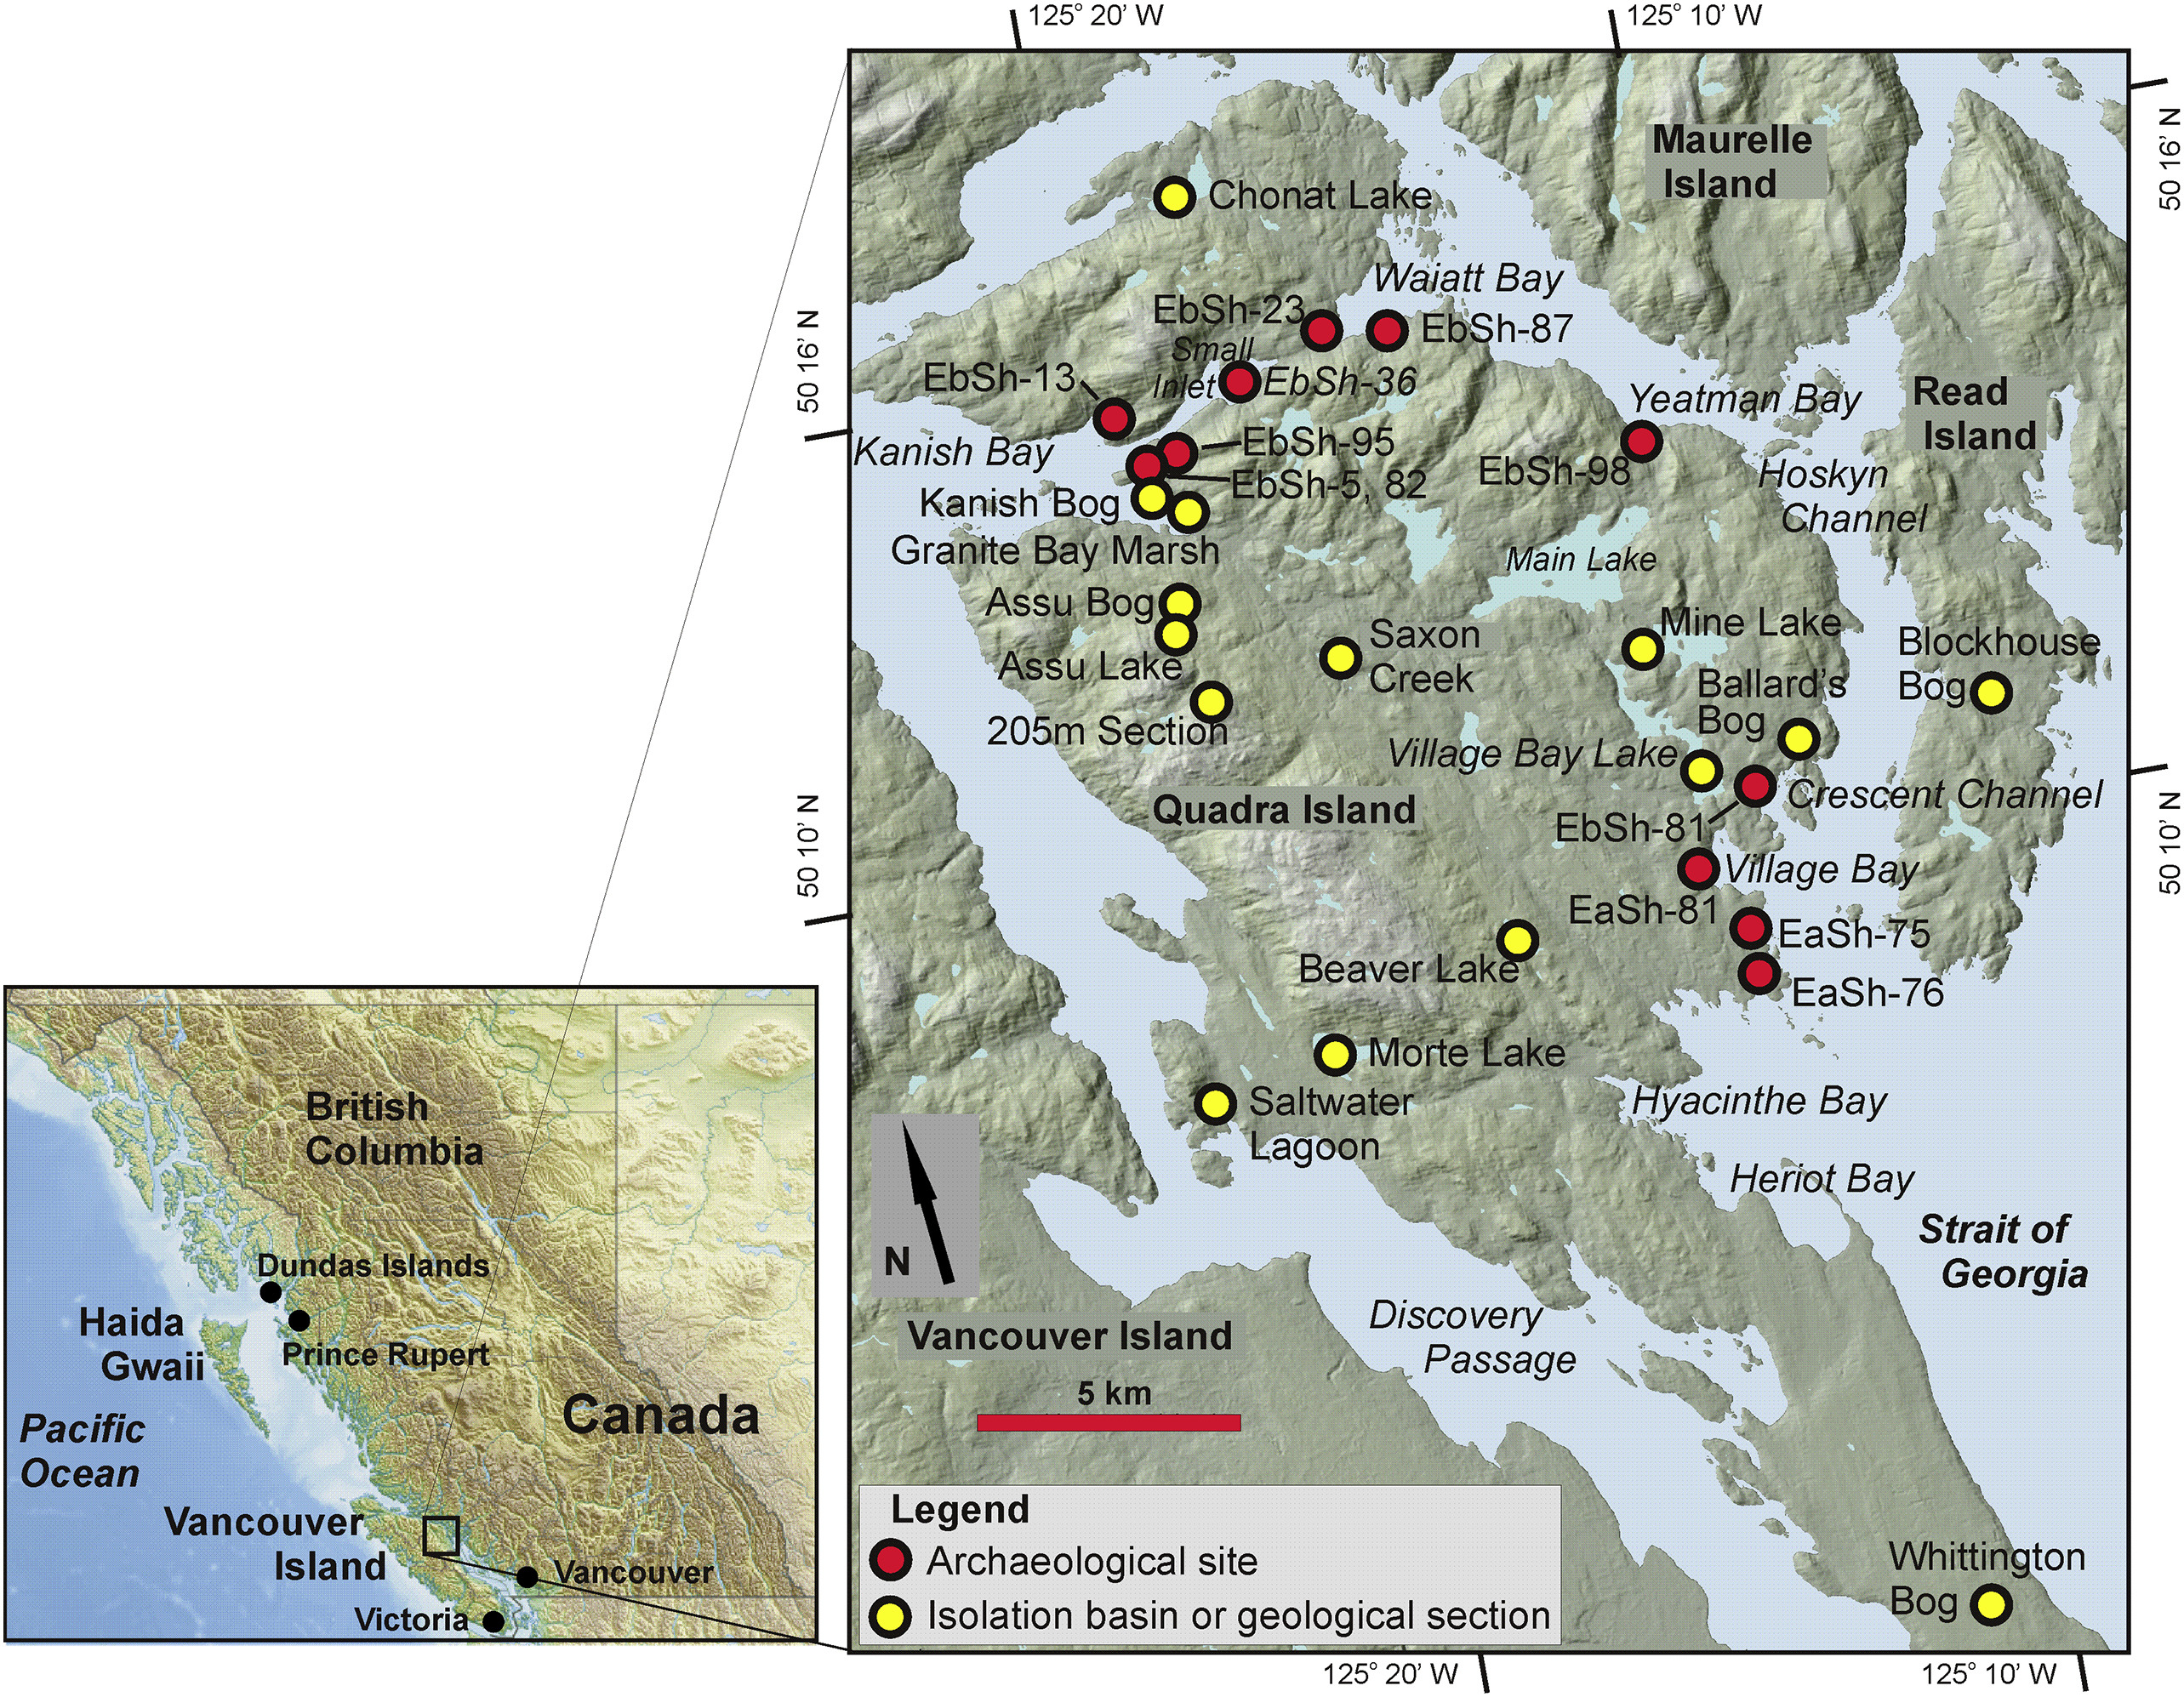 125° 20' W
125° 10' W
50 16' N
Maurelle
Island
Chonat Lake
Waiatt Bay
EbSh-23
EbSh-87
Small
Inlet
EbSh-36
50 16' N
EbSh-13
Yeatman Bay
Read
Island
Kanish Bay
EbSh-95
EbSh-98
Hoskyn
Channel
EbSh-5, 82
Kanish Bog
Granite Bay Marsh
Main Lake
Assu Bog
Assu Lake
Saxon
Creek
Mine Lake
Blockhouse
Bog
Ballard's
Bog
205m Section
Village Bay Lake
Crescent Channel
Quadra Island
EbSh-81
50 10' N
50 10' N
Village Bay
EaSh-81
EaSh-75
Beaver Lake
EaSh-76
Morte Lake
Saltwater
Lagoon
Hyacinthe Bay
Heriot Bay
Strait of
Georgia
N
Discovery
Passage
Vancouver Island
5 km
Legend
Archaeological site
Isolation basin or geological section
Whittington
Bog
125° 20' W
125° 10' W
British
Columbia
Dundas Islands
Haida
Gwaii
Prince Rupert
Canada
Pacific
Ocean
Vancouver
Island
Vancouver
Victoria